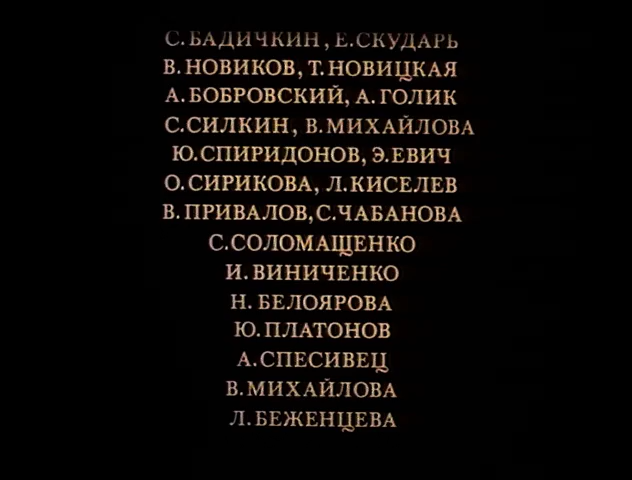 С. БАДИЧКИН, Е. СКУДАРЬ
В. НОВИКОВ, Т. НОВИЦКАЯ
А. БОБРОВСКИЙ, А. ГОЛИК
С. СИЛКИН, В. МИХАЙЛОВА
Ю. СПИРИДОНОВ, Э. ЕВИЧ
О. СИРИКОВА, Л. КИСЕЛЕВ
В. ПРИВАЛОВ, С. ЧАБАНОВА
С. СОЛОМАЩЕНКО
И. ВИНИЧЕНКО
Н. БЕЛОЯРОВА
Ю. ПЛАТОНОВ
А. СПЕСИВЕЦ
В. МИХАЙЛОВА
Л. БЕЖЕНЦЕВА